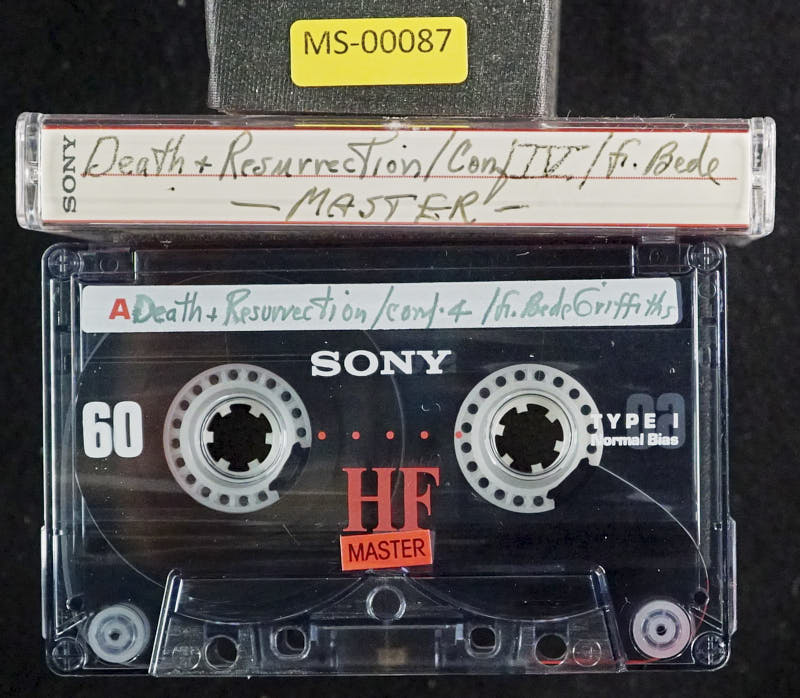 MS-00087
SONY
Death + Resurrection / Conf IV / Fr. Bede
— MASTER —
A Death + Resurrection / conf. 4 / Fr. Bede Griffiths
SONY
60
TYPE I
Normal Bias
60
HF
MASTER